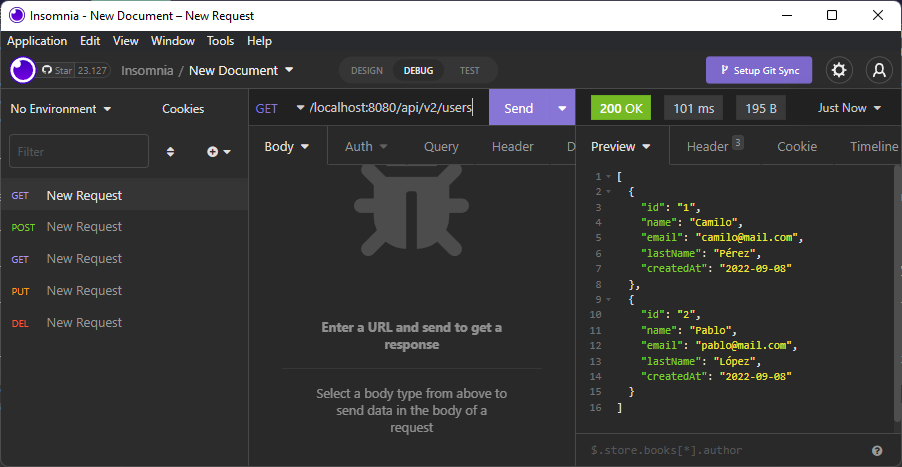 Insomnia - New Document – New Request
Application Edit View Window Tools Help
Star 23.127 Insomnia / New Document DESIGN DEBUG TEST Setup Git Sync
No Environment Cookies
Filter
GET New Request
POST New Request
GET New Request
PUT New Request
DEL New Request
GET /localhost:8080/api/v2/users Send
Body Auth Query Header D
Enter a URL and send to get a
response
Select a body type from above to
send data in the body of a
request
200 OK 101 ms 195 B Just Now
Preview Header 3 Cookie Timeline
1 [
2 {
3 "id": "1",
4 "name": "Camilo",
5 "email": "camilo@mail.com",
6 "lastName": "Pérez",
7 "createdAt": "2022-09-08"
8 },
9 {
10 "id": "2",
11 "name": "Pablo",
12 "email": "pablo@mail.com",
13 "lastName": "López",
14 "createdAt": "2022-09-08"
15 }
16 ]
$.store.books[*].author ?